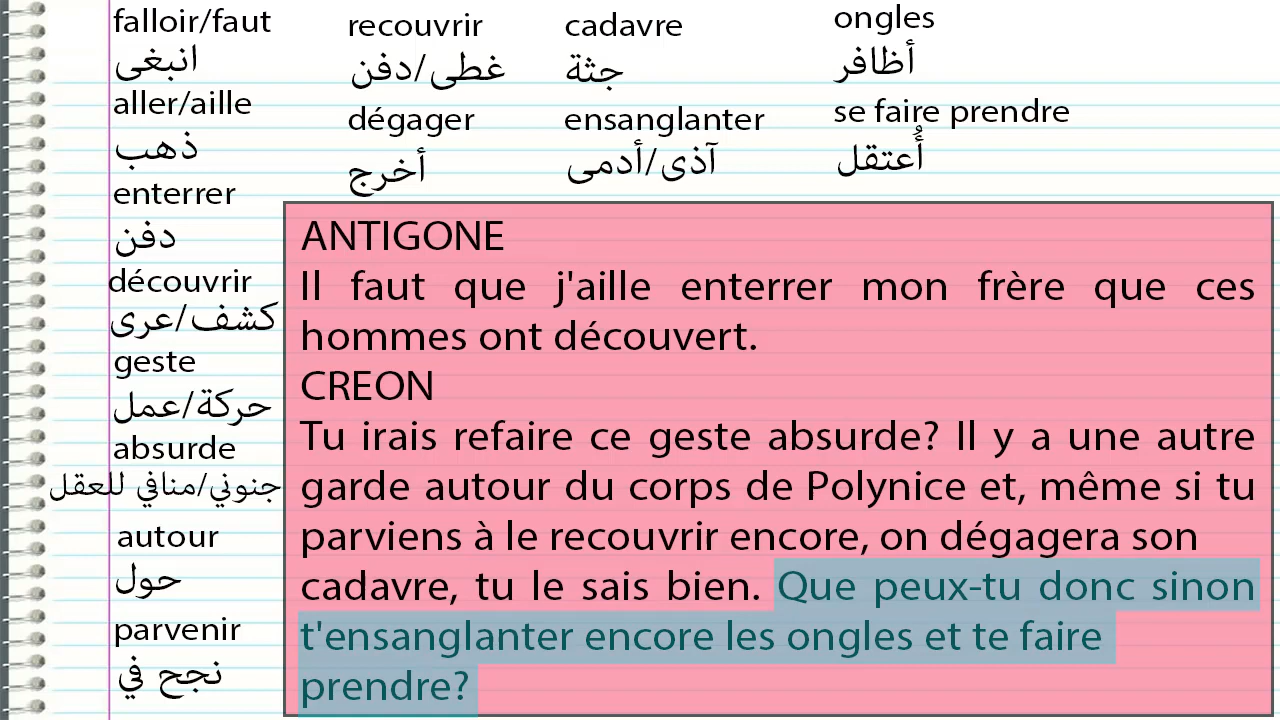 falloir/faut
انبغى
aller/aille
ذهب
enterrer
دفن
découvrir
كشف/عرى
geste
حركة/عمل
absurde
جنوني/منافي للعقل
autour
حول
parvenir
نجح في
recouvrir
غطى/دفن
dégager
أخرج
cadavre
جثة
ensanglanter
آذى/أدمى
ongles
أظافر
se faire prendre
أُعتقل
ANTIGONE
Il faut que j'aille enterrer mon frère que ces
hommes ont découvert.
CREON
Tu irais refaire ce geste absurde? Il y a une autre
garde autour du corps de Polynice et, même si tu
parviens à le recouvrir encore, on dégagera son
cadavre, tu le sais bien. Que peux-tu donc sinon
t'ensanglanter encore les ongles et te faire
prendre?